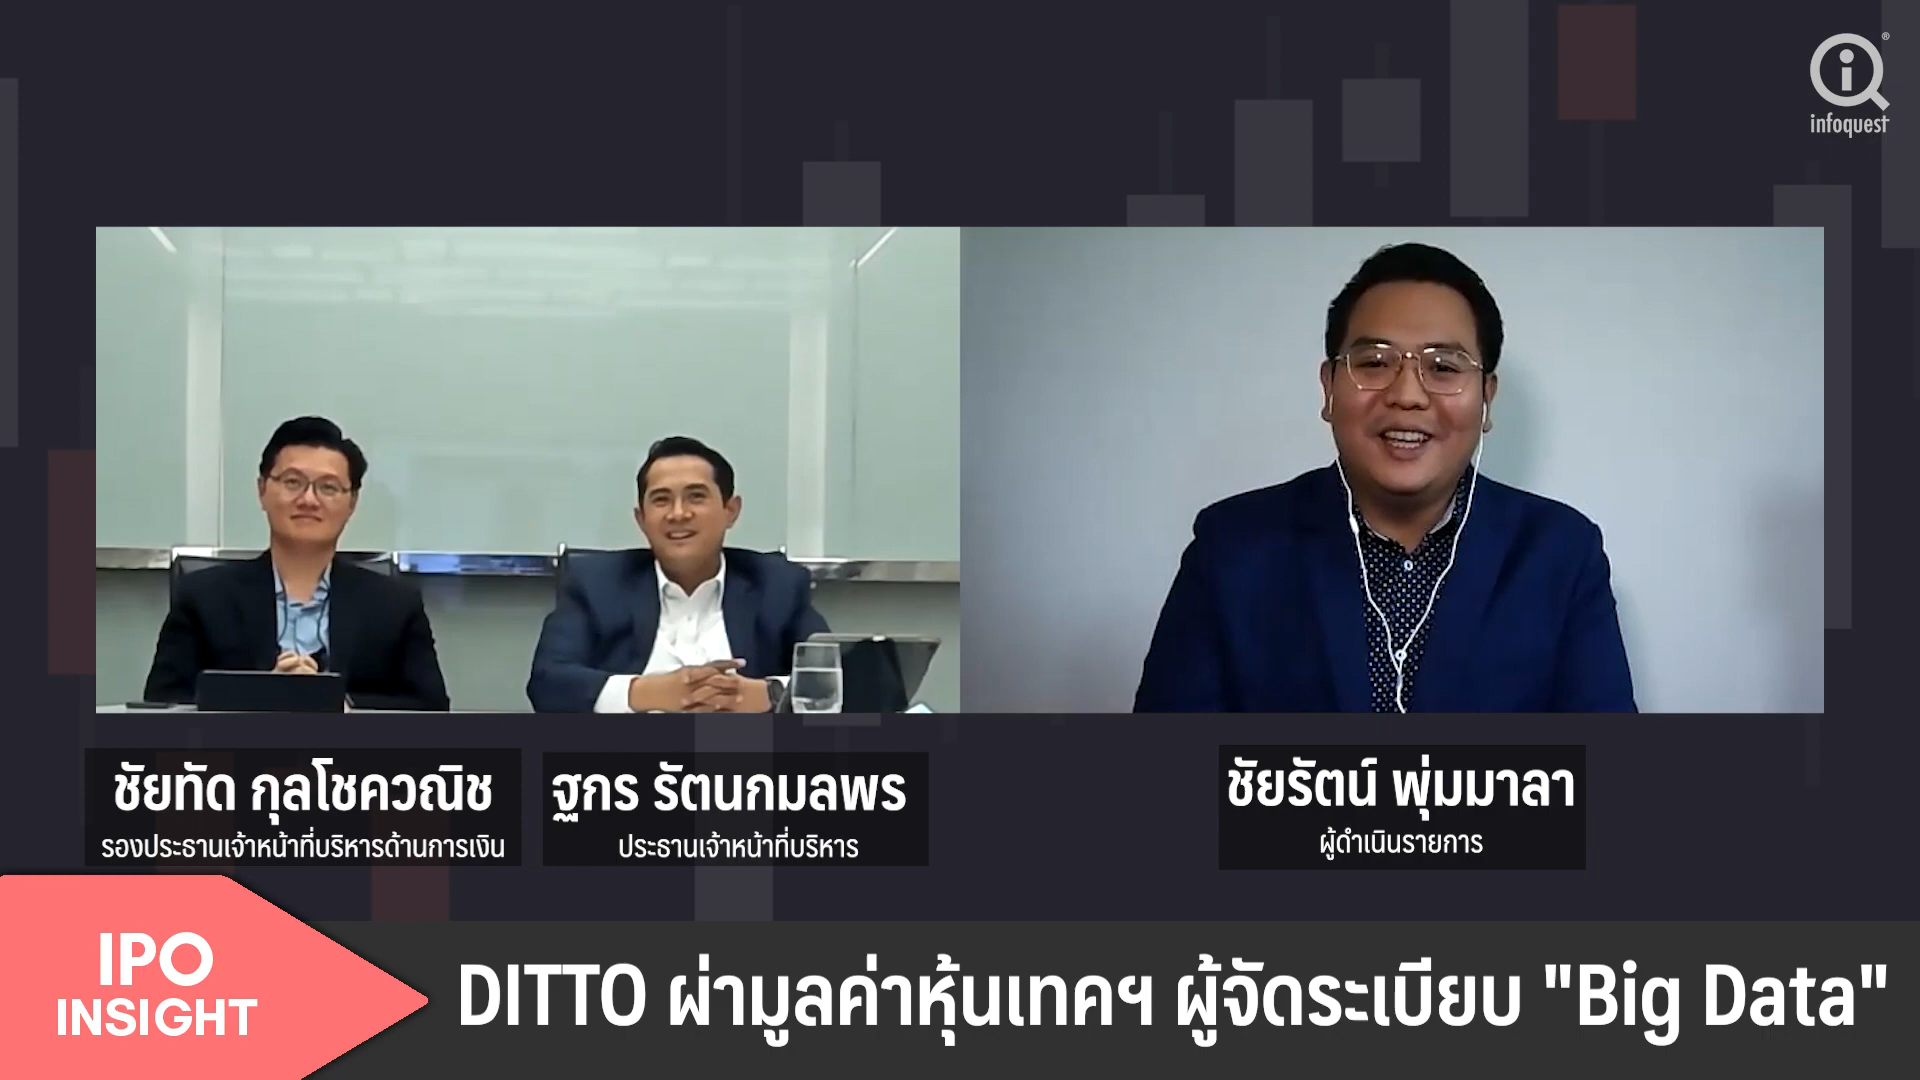 infoquest
ชัยทัด กุลโชควณิช
รองประธานเจ้าหน้าที่บริหารด้านการเงิน
ฐกร รัตนกมลพร
ประธานเจ้าหน้าที่บริหาร
ชัยรัตน์ พุ่มมาลา
ผู้ดำเนินรายการ
IPO
INSIGHT
DITTO ผ่ามูลค่าหุ้นเทคฯ ผู้จัดระเบียบ "Big Data"